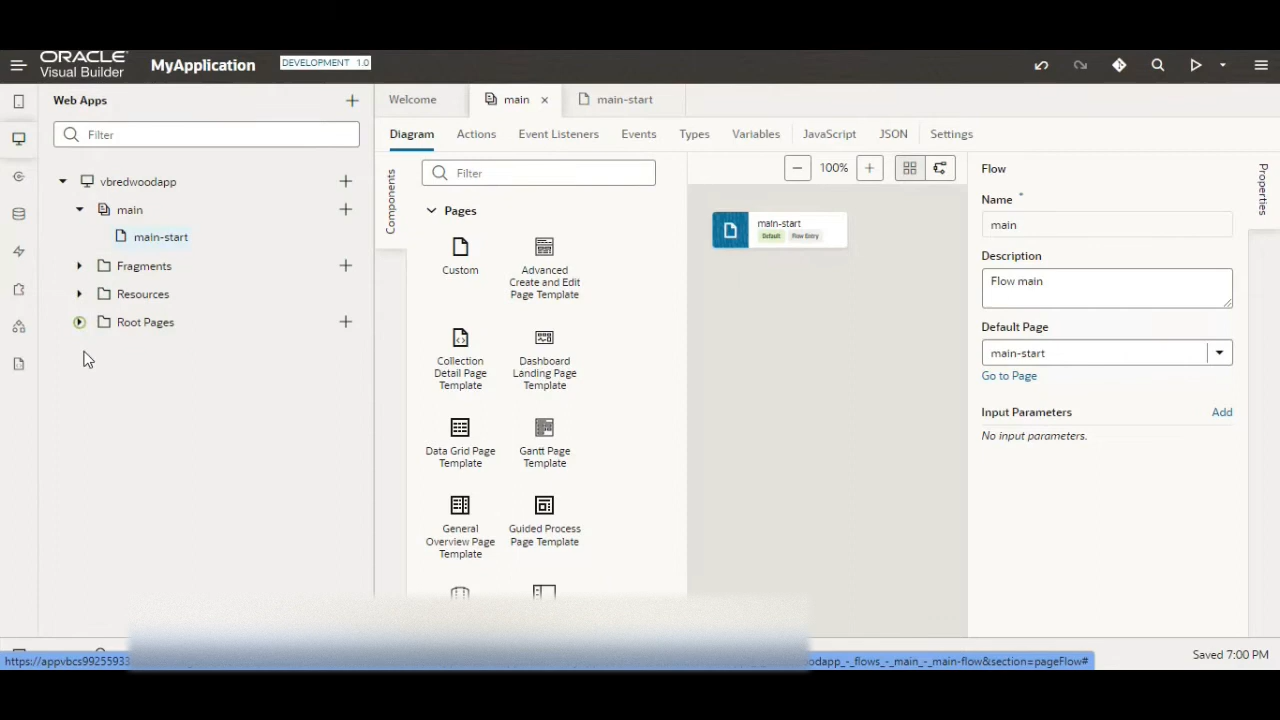 ORACLE
Visual Builder
MyApplication
DEVELOPMENT 1.0
Web Apps
Filter
vbredwoodapp
main
main-start
Fragments
Resources
Root Pages
Welcome
main
main-start
Diagram
Actions
Event Listeners
Events
Types
Variables
JavaScript
JSON
Settings
Components
Filter
Pages
Custom
Advanced
Create and Edit
Page Template
Collection
Detail Page
Template
Dashboard
Landing Page
Template
Data Grid Page
Template
Gantt Page
Template
General
Overview Page
Template
Guided Process
Page Template
100%
main-start
Default
Flow Entry
Flow
Name *
main
Description
Flow main
Default Page
main-start
Go to Page
Input Parameters
Add
No input parameters.
Properties
https://appvbcs99255933
odapp_-_flows_-_main_-_main-flow&section=pageFlow#
Saved 7:00 PM